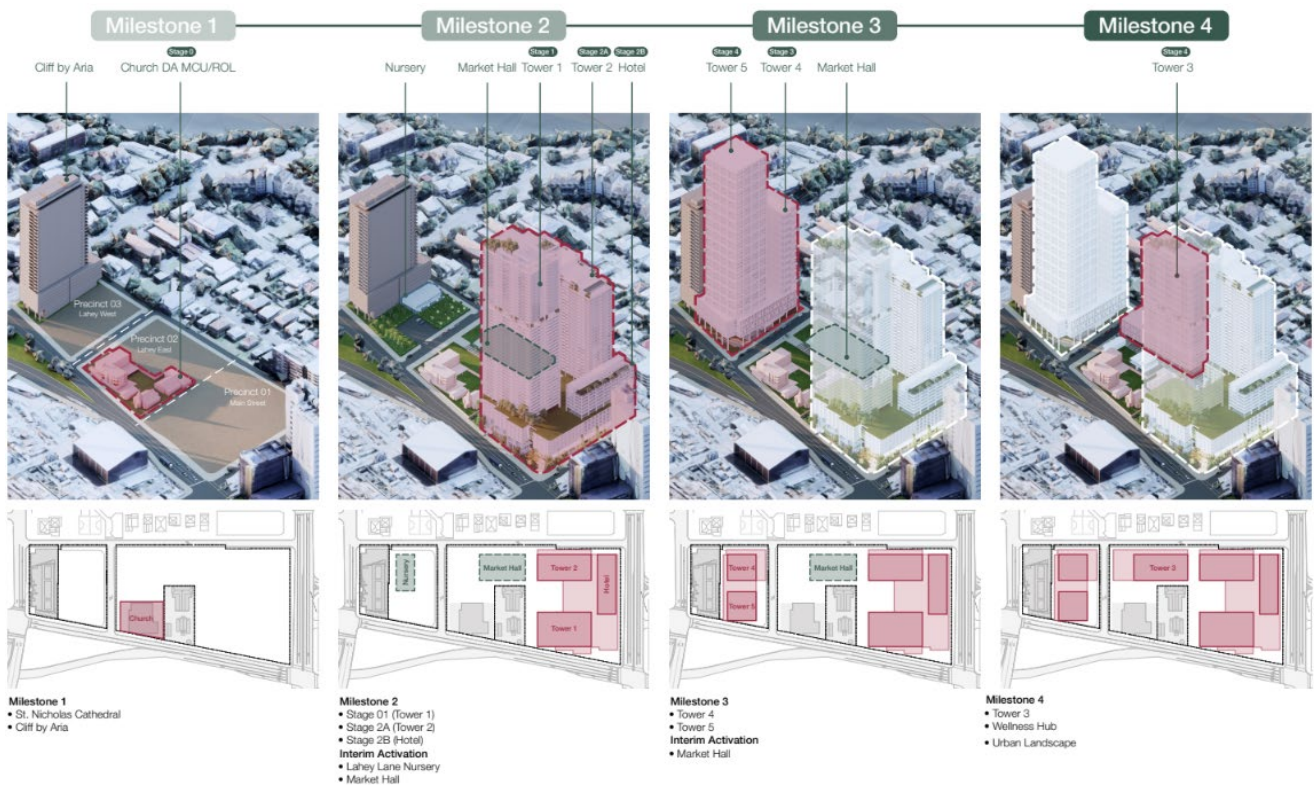 Milestone 1
Milestone 2
Milestone 3
Milestone 4
Stage 0
Stage 1
Stage 2A
Stage 2B
Stage 4
Stage 3
Stage 4
Cliff by Aria
Church DA MCU/ROL
Nursery
Market Hall
Tower 1
Tower 2
Hotel
Tower 5
Tower 4
Market Hall
Tower 3
Precinct 03
Lahey West
Precinct 02
Lahey East
Precinct 01
Main Street
Church
Nursery
Market Hall
Tower 2
Hotel
Tower 1
Tower 4
Tower 5
Market Hall
Tower 3
Milestone 1
• St. Nicholas Cathedral
• Cliff by Aria
Milestone 2
• Stage 01 (Tower 1)
• Stage 2A (Tower 2)
• Stage 2B (Hotel)
Interim Activation
• Lahey Lane Nursery
• Market Hall
Milestone 3
• Tower 4
• Tower 5
Interim Activation
• Market Hall
Milestone 4
• Tower 3
• Wellness Hub
• Urban Landscape